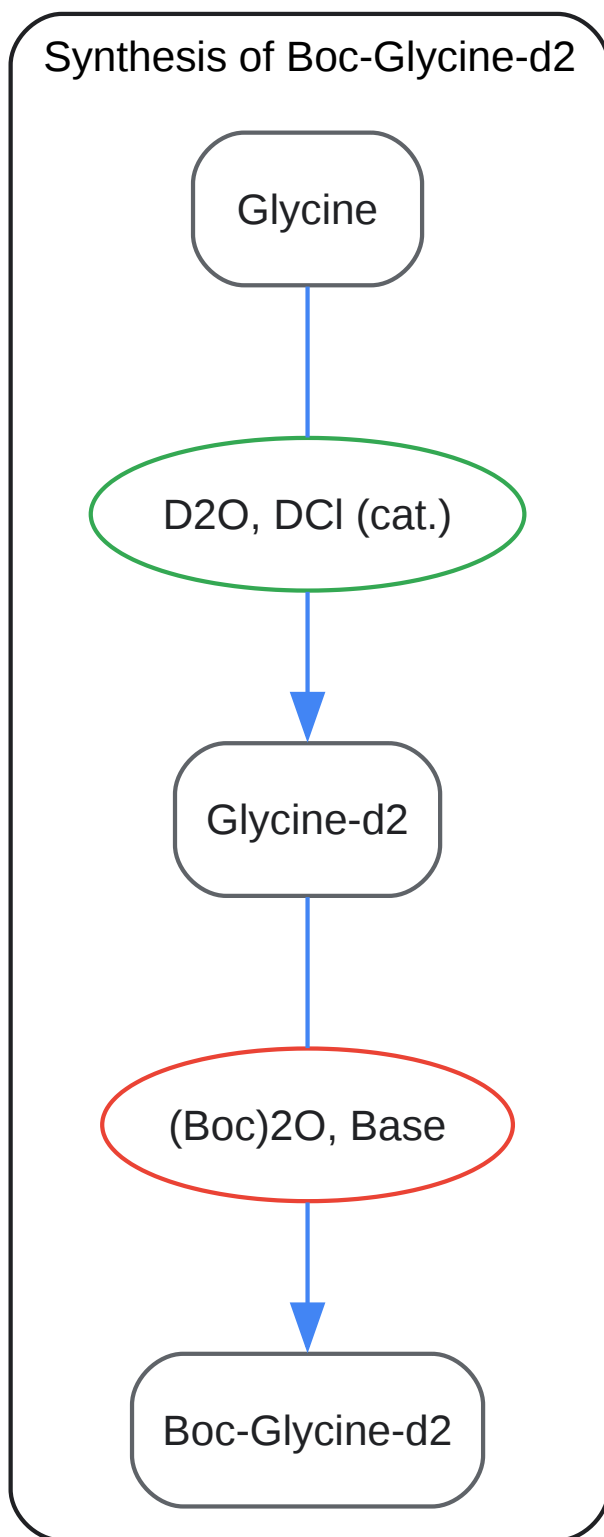 Synthesis of Boc-Glycine-d2
Glycine
D2O, DCl (cat.)
Glycine-d2
(Boc)2O, Base
Boc-Glycine-d2